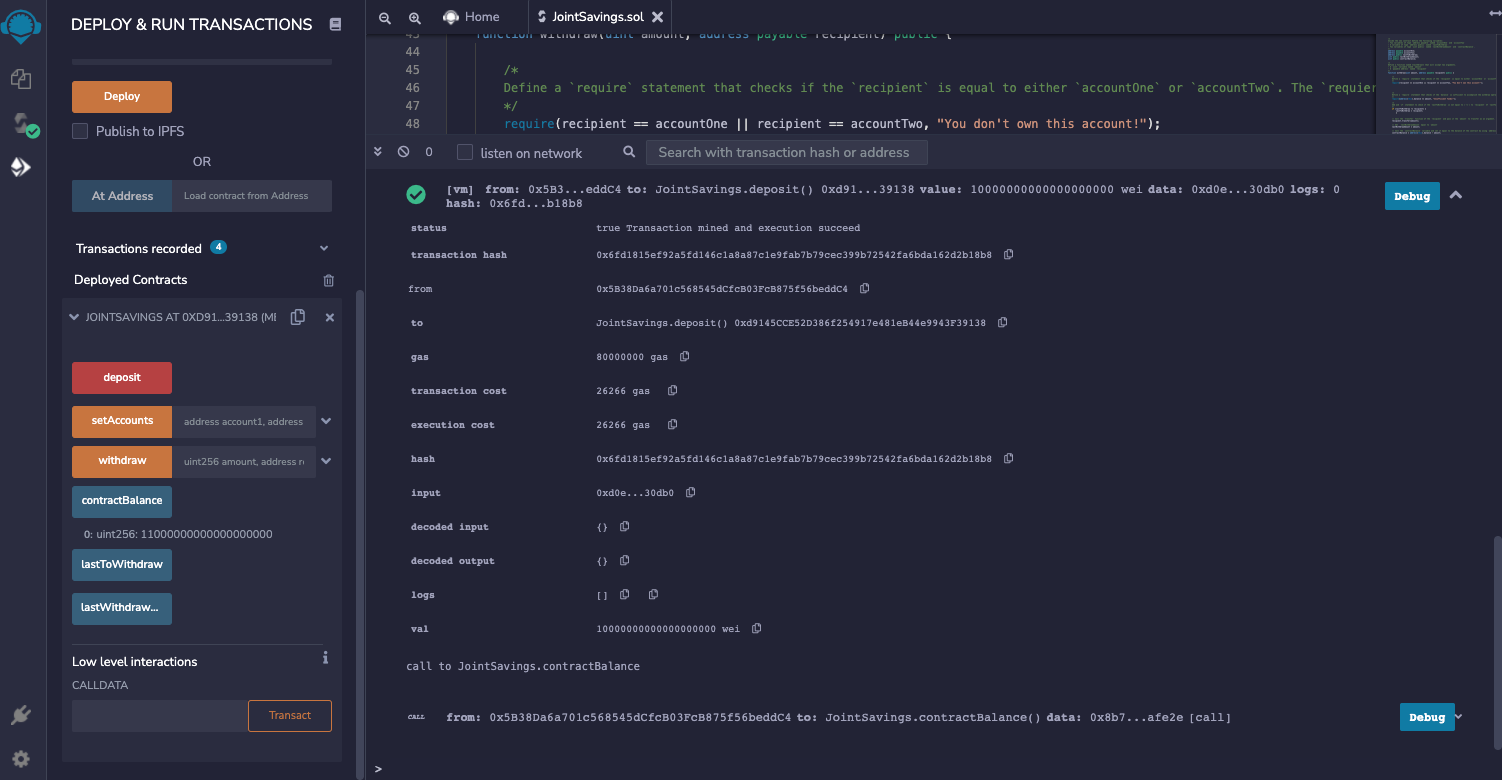 DEPLOY & RUN TRANSACTIONS
Deploy
Publish to IPFS
OR
At Address
Load contract from Address
Transactions recorded 4
Deployed Contracts
JOINTSAVINGS AT 0XD91...39138 (ME
deposit
setAccounts
address account1, address
withdraw
uint256 amount, address re
contractBalance
0: uint256: 11000000000000000000
lastToWithdraw
lastWithdraw...
Low level interactions
CALLDATA
Transact
Home
JointSavings.sol
43 function withdraw(uint amount, address payable recipient) public {
44
45 /*
46 Define a `require` statement that checks if the `recipient` is equal to either `accountOne` or `accountTwo`. The `requier
47 */
48 require(recipient == accountOne || recipient == accountTwo, "You don't own this account!");
0
listen on network
Search with transaction hash or address
[vm] from: 0x5B3...eddC4 to: JointSavings.deposit() 0xd91...39138 value: 10000000000000000000 wei data: 0xd0e...30db0 logs: 0
hash: 0x6fd...b18b8
Debug
status true Transaction mined and execution succeed
transaction hash 0x6fd1815ef92a5fd146c1a8a87c1e9fab7b79cec399b72542fa6bda162d2b18b8
from 0x5B38Da6a701c568545dCfcB03FcB875f56beddC4
to JointSavings.deposit() 0xd9145CCE52D386f254917e481eB44e9943F39138
gas 80000000 gas
transaction cost 26266 gas
execution cost 26266 gas
hash 0x6fd1815ef92a5fd146c1a8a87c1e9fab7b79cec399b72542fa6bda162d2b18b8
input 0xd0e...30db0
decoded input {}
decoded output {}
logs []
val 10000000000000000000 wei
call to JointSavings.contractBalance
CALL from: 0x5B38Da6a701c568545dCfcB03FcB875f56beddC4 to: JointSavings.contractBalance() data: 0x8b7...afe2e [call]
Debug
>